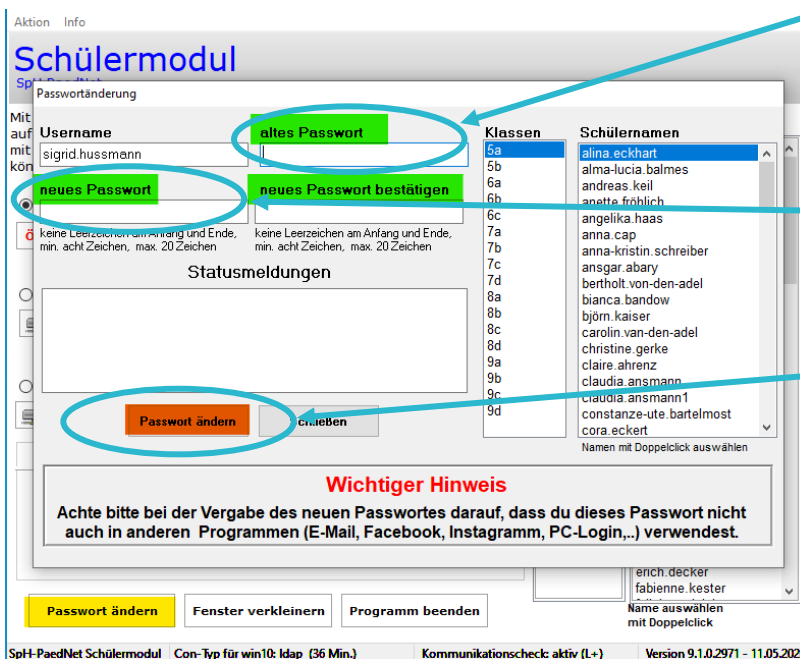 Aktion Info
Schülermodul
Passwortänderung
Mit
auf
mit
kön
Username
altes Passwort
sigrid.hussmann
neues Passwort
neues Passwort bestätigen
keine Leerzeichen am Anfang und Ende,
min. acht Zeichen, max. 20 Zeichen
keine Leerzeichen am Anfang und Ende,
min. acht Zeichen, max. 20 Zeichen
Statusmeldungen
Passwort ändern
Klassen
5a
5b
6a
6b
6c
7a
7b
7c
7d
8a
8b
8c
8d
9a
9b
9c
9d
Schülernamen
alina.eckhart
alma-lucia.balmes
andreas.keil
anette.fröhlich
angelika.haas
anna.cap
anna-kristin.schreiber
ansgar.abary
bertholt.von-den-adel
bianca.bandow
björn.kaiser
carolin.van-den-adel
christine.gerke
claire.ahrenz
claudia.ansmann
claudia.ansmann1
constanze-ute.bartelmost
cora.eckert
Namen mit Doppelclick auswählen
Wichtiger Hinweis
Achte bitte bei der Vergabe des neuen Passwortes darauf, dass du dieses Passwort nicht
auch in anderen Programmen (E-Mail, Facebook, Instagramm, PC-Login,..) verwendest.
erich.decker
fabienne.kester
Passwort ändern
Fenster verkleinern
Programm beenden
Name auswählen
mit Doppelclick
SpH-PaedNet Schülermodul Con-Typ für win10: ldap (36 Min.) Kommunikationscheck: aktiv (L+) Version 9.1.0.2971 - 11.05.202